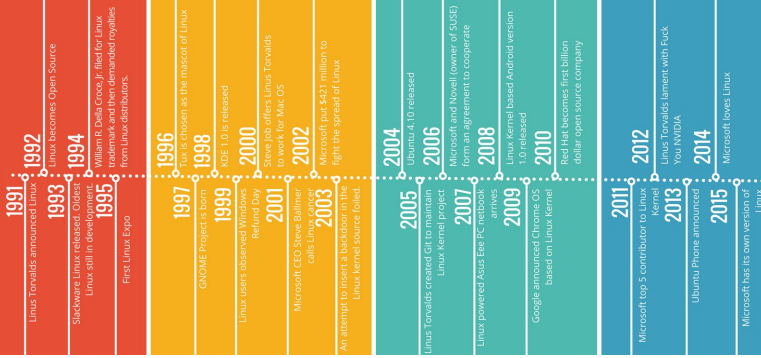 1991
Linus Torvalds announced Linux
1992
Linux becomes Open Source
1993
Slackware Linux released. Oldest
Linux still in development.
1994
William R. Della Croce, Jr. filed for Linux
trademark and then demanded royalties
from Linux distributors.
1995
First Linux Expo
1996
Tux is chosen as the mascot of Linux
1997
GNOME Project is born
1998
KDE 1.0 is released
1999
Linux users observed Windows
Refund Day
2000
Steve Job offers Linus Torvalds
to work for Mac OS
2001
Microsoft CEO Steve Ballmer
calls Linux cancer
2002
Microsoft put $421 million to
fight the spread of Linux
2003
An attempt to insert a backdoor in the
Linux kernel source foiled.
2004
Ubuntu 4.10 released
2005
Linus Torvalds created Git to maintain
Linux Kernel project
2006
Microsoft and Novell (owner of SUSE)
form an agreement to cooperate
2007
Linux powered Asus Eee PC netbook
arrives
2008
Linux Kernel based Android version
1.0 released
2009
Google announced Chrome OS
based on Linux Kernel
2010
Red Hat becomes first billion
dollar open source company
2011
Microsoft top 5 contributor to Linux
Kernel
2012
Linus Torvalds lament with Fuck
You NVIDIA
2013
Ubuntu Phone announced
2014
Microsoft loves Linux
2015
Microsoft has its own version of
Linux